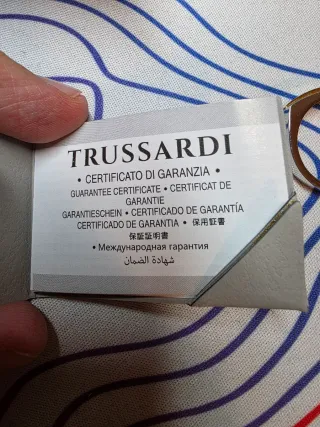 TRUSSARDI
• CERTIFICATO DI GARANZIA •
GUARANTEE CERTIFICATE • CERTIFICAT DE
GARANTIE
GARANTIESCHEIN • CERTIFICADO DE GARANTÍA
CERTIFICADO DE GARANTIA • 保用証書
保証証明書
• Международная гарантия
شهادة الضمان